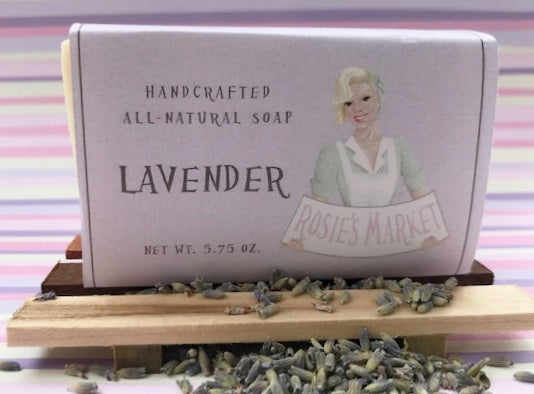 HANDCRAFTED
ALL-NATURAL SOAP
LAVENDER
NET WT. 5.75 OZ.
ROSIE'S MARKET